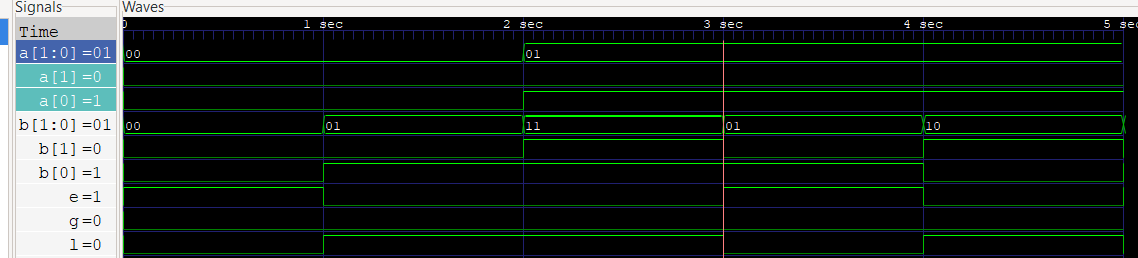 Signals Waves
Time 0 1 sec 2 sec 3 sec 4 sec 5 sec
a[1:0]=01 00 01
a[1]=0
a[0]=1
b[1:0]=01 00 01 11 01 10
b[1]=0
b[0]=1
e=1
g=0
l=0